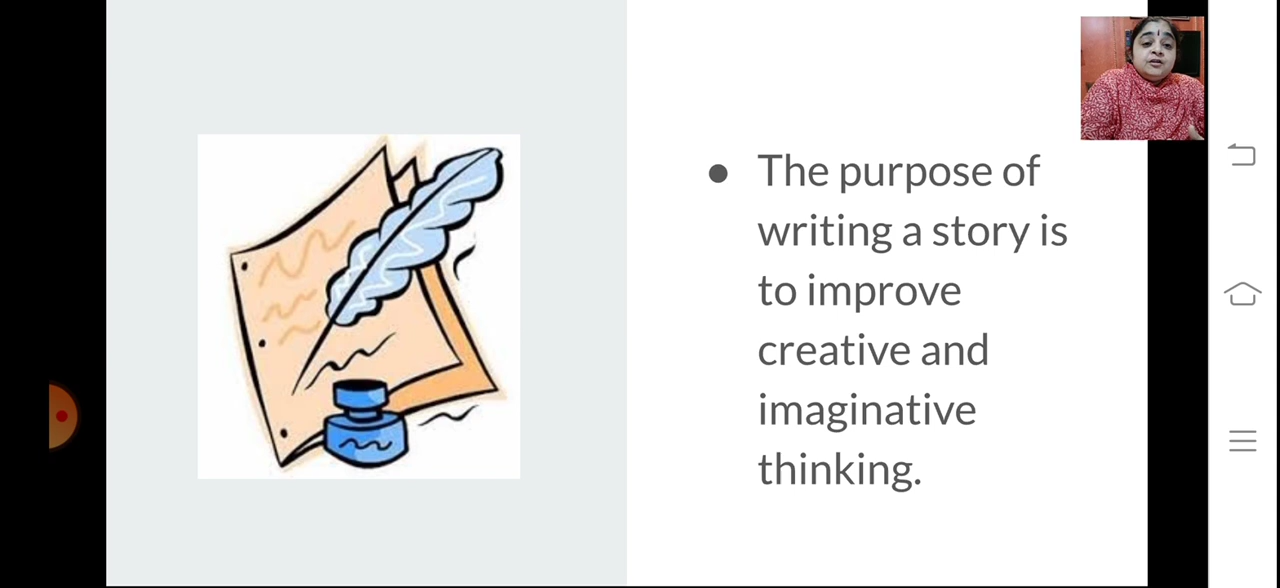 The purpose of
writing a story is
to improve
creative and
imaginative
thinking.